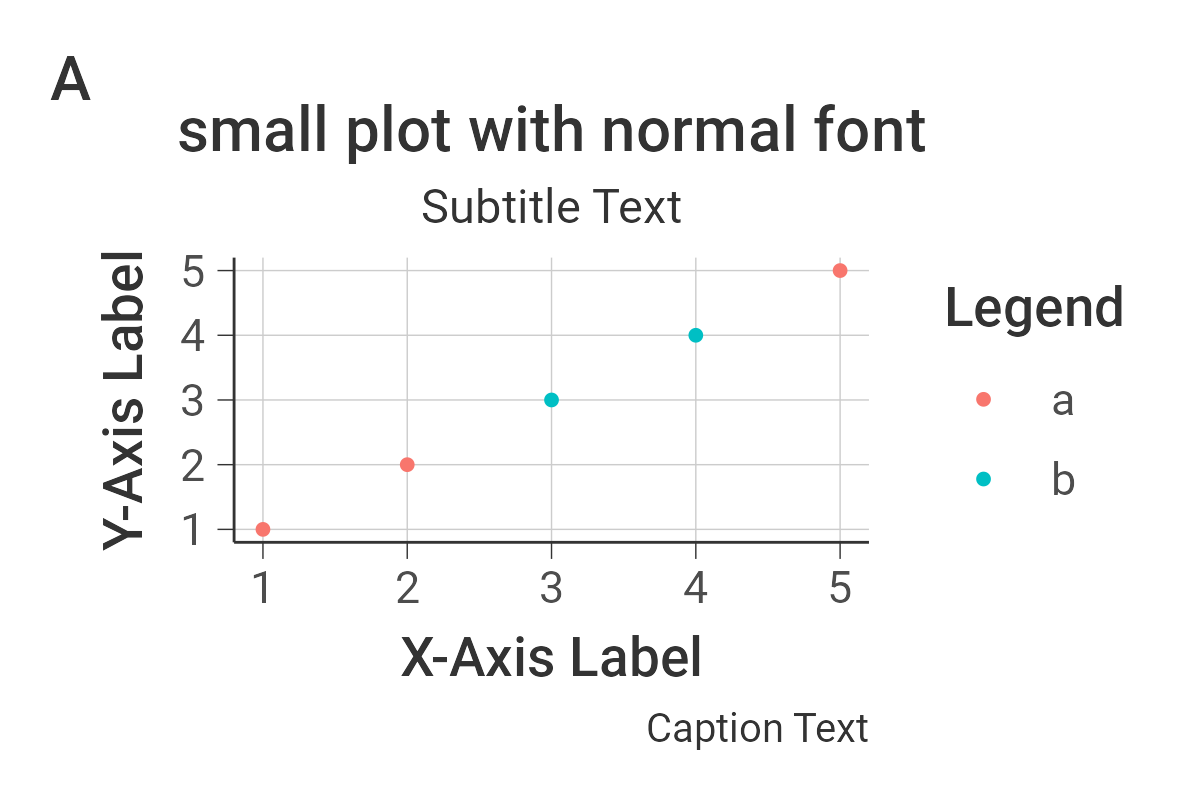 A
small plot with normal font
Subtitle Text
Y-Axis Label
5
4
3
2
1
1 2 3 4 5
X-Axis Label
Legend
a
b
Caption Text